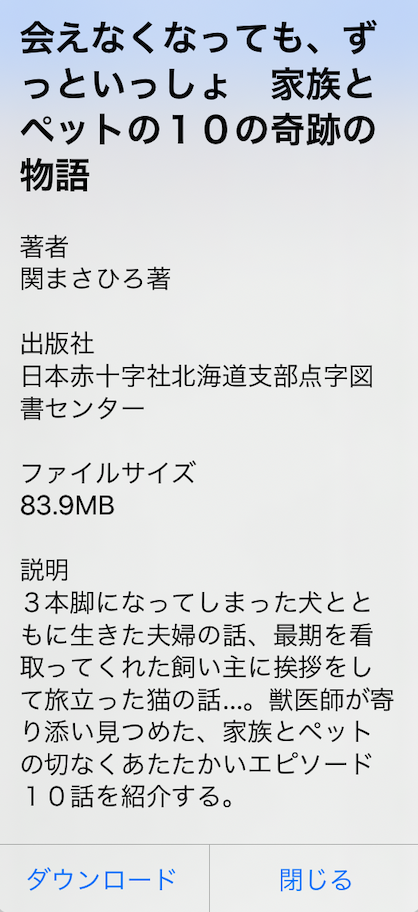 会えなくなっても、ず
っといっしょ　家族と
ペットの１０の奇跡の
物語
著者
関まさひろ著
出版社
日本赤十字社北海道支部点字図
書センター
ファイルサイズ
83.9MB
説明
３本脚になってしまった犬とと
もに生きた夫婦の話、最期を看
取ってくれた飼い主に挨拶をし
て旅立った猫の話...。獣医師が寄
り添い見つめた、家族とペット
の切なくあたたかいエピソード
１０話を紹介する。
ダウンロード
閉じる